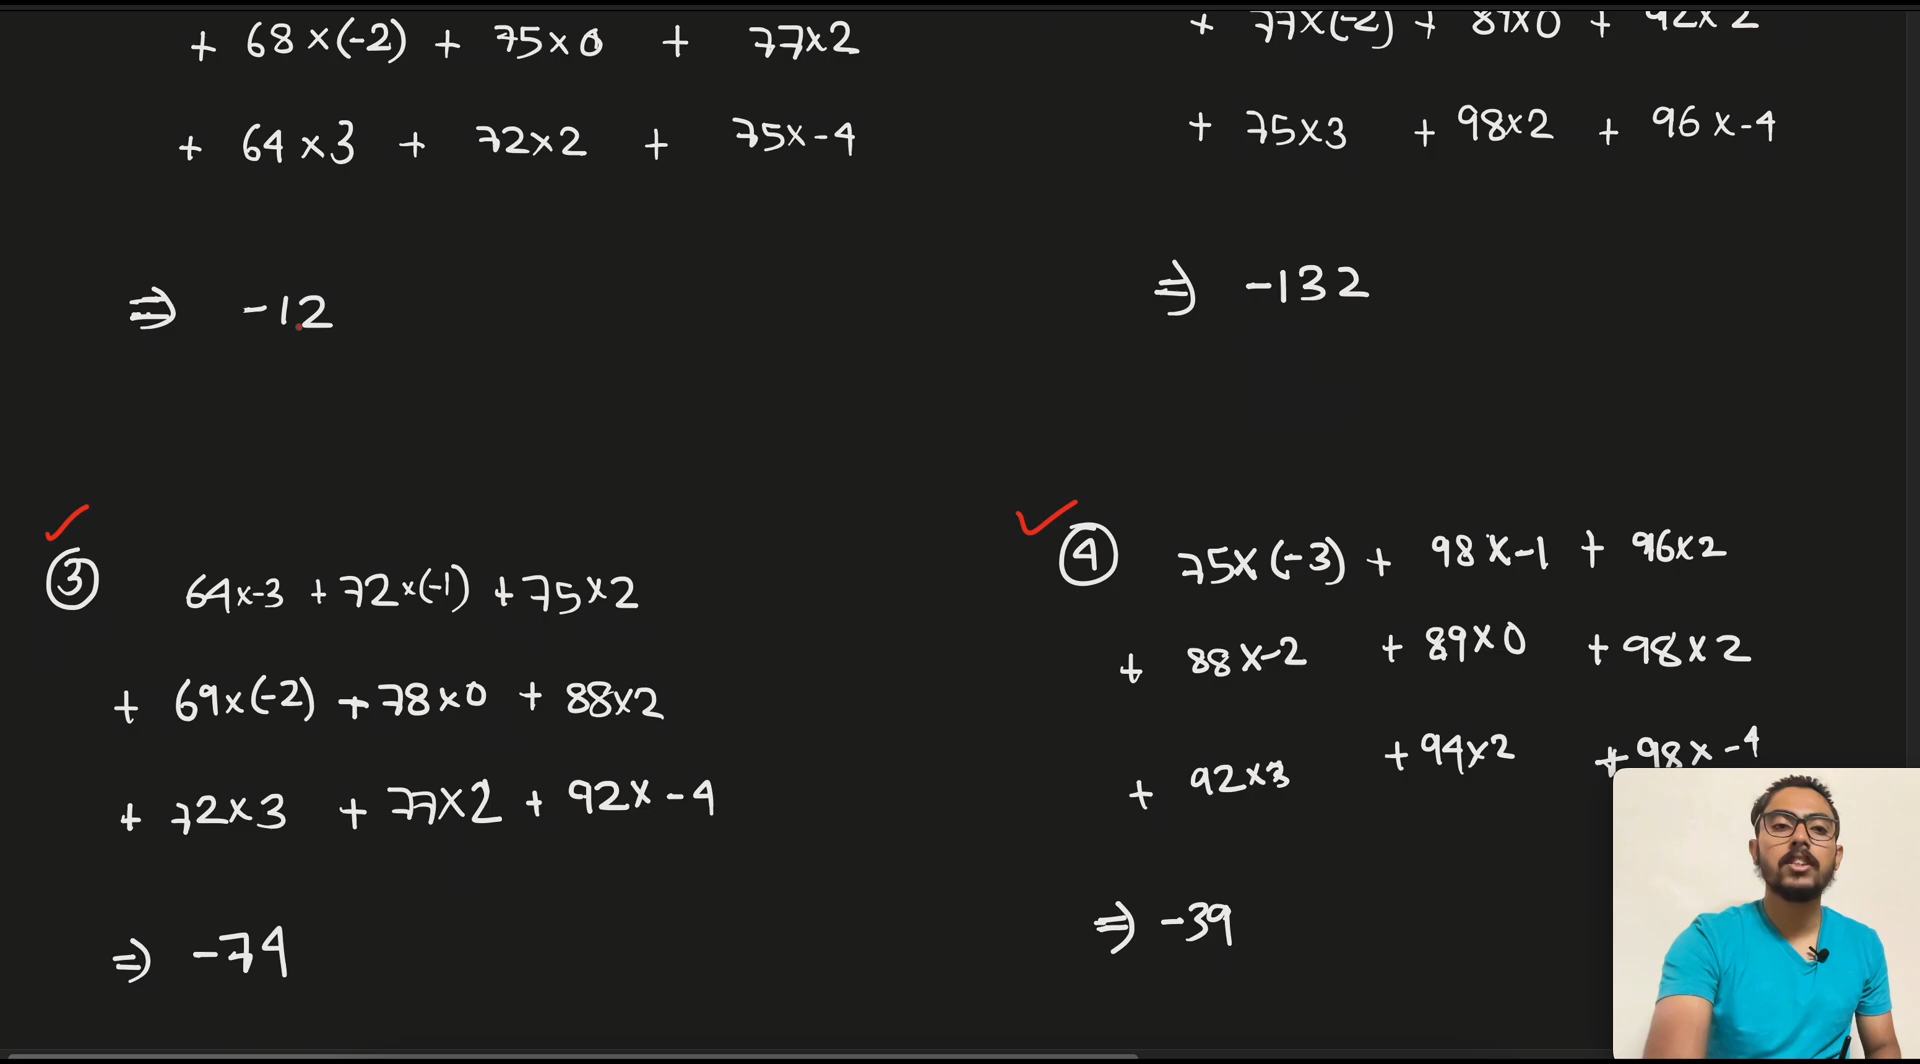 + 68×(-2) + 75×0 + 77×2
+ 64×3 + 72×2 + 75×-4
⇒ -12
+ 77×(-2) + 89×0 + 92×2
+ 75×3 + 98×2 + 96×-4
⇒ -132
③ 64×-3 + 72×(-1) + 75×2
+ 69×(-2) + 78×0 + 88×2
+ 72×3 + 77×2 + 92×-4
⇒ -74
④ 75×(-3) + 98×-1 + 96×2
+ 88×-2 + 89×0 + 98×2
+ 92×3 + 94×2 + 98×-4
⇒ -39